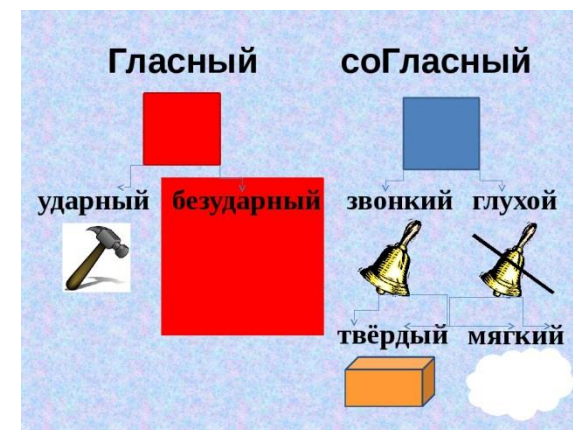 Гласный соГласный
ударный безударный звонкий глухой
твёрдый мягкий